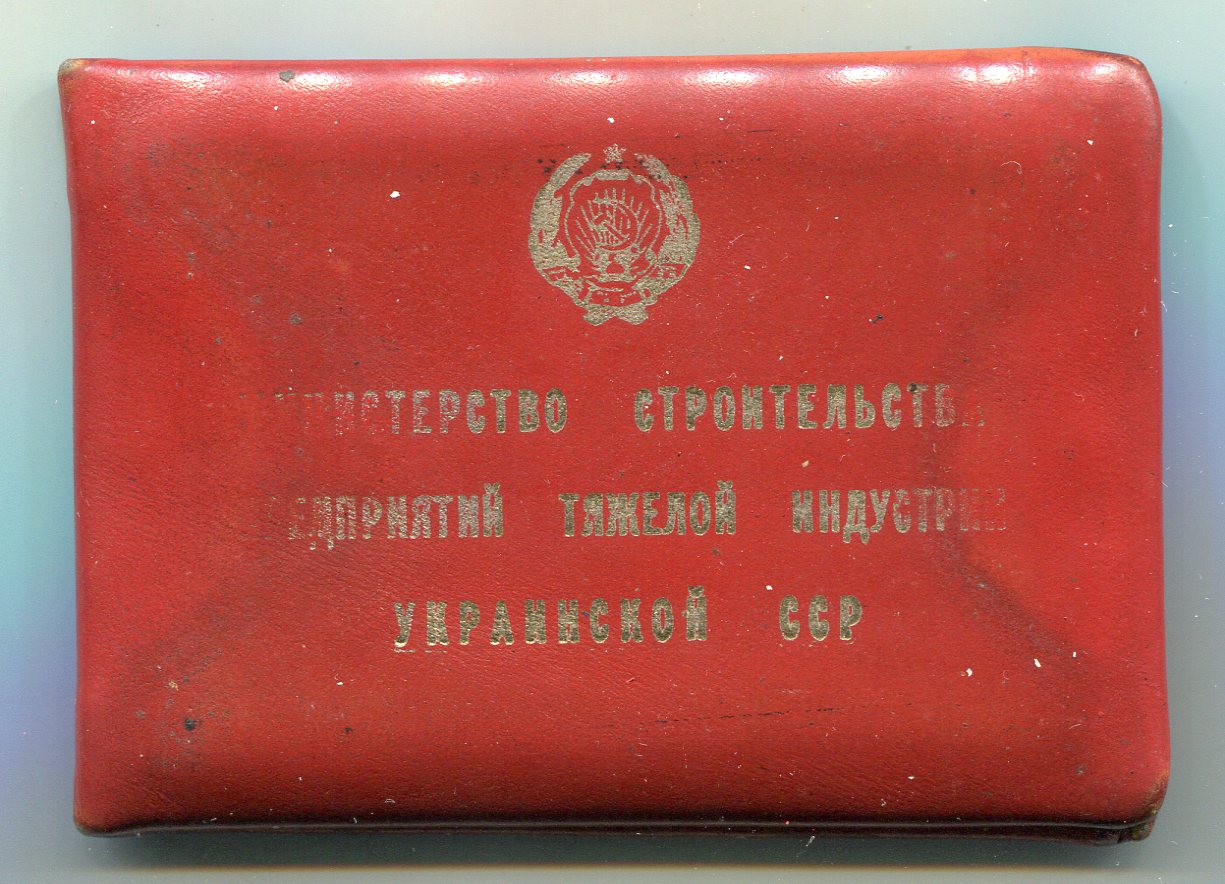 МИНИСТЕРСТВО СТРОИТЕЛЬСТВА
ПРЕДПРИЯТИЙ ТЯЖЕЛОЙ ИНДУСТРИИ
УКРАИНСКОЙ ССР